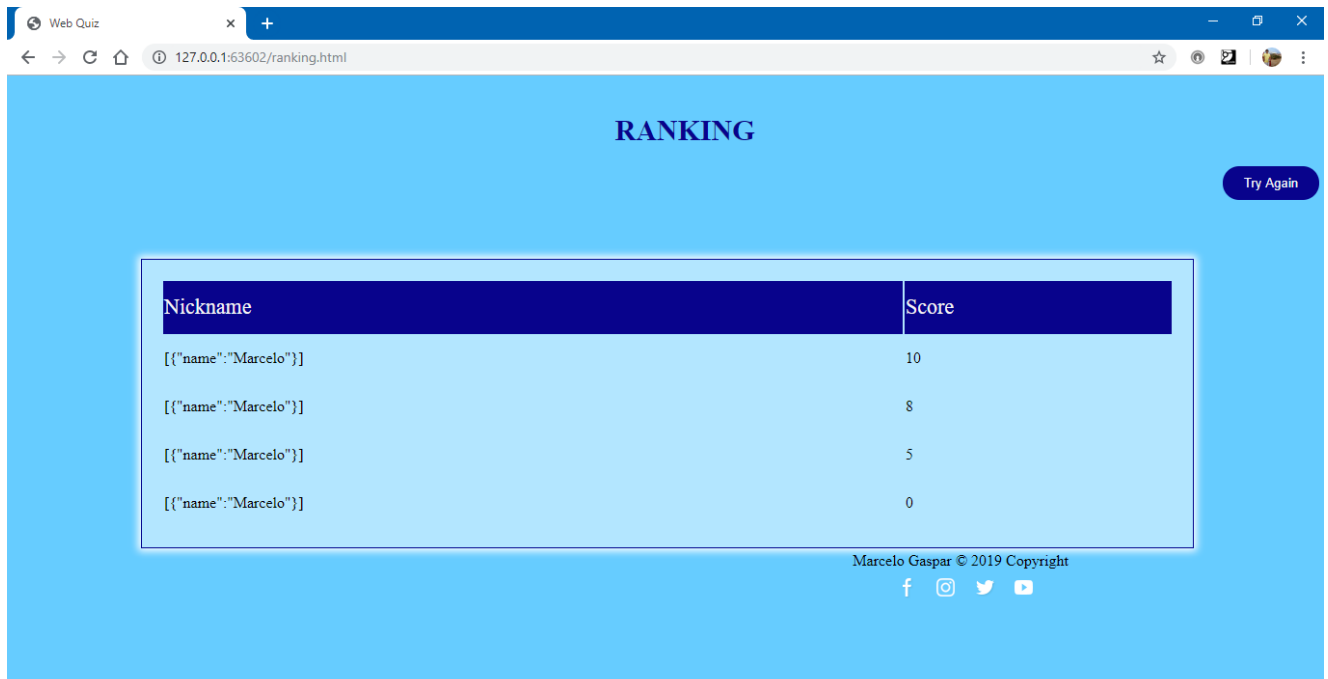 Web Quiz
127.0.0.1:63602/ranking.html
RANKING
Try Again
Nickname Score
[{"name":"Marcelo"}] 10
[{"name":"Marcelo"}] 8
[{"name":"Marcelo"}] 5
[{"name":"Marcelo"}] 0
Marcelo Gaspar © 2019 Copyright